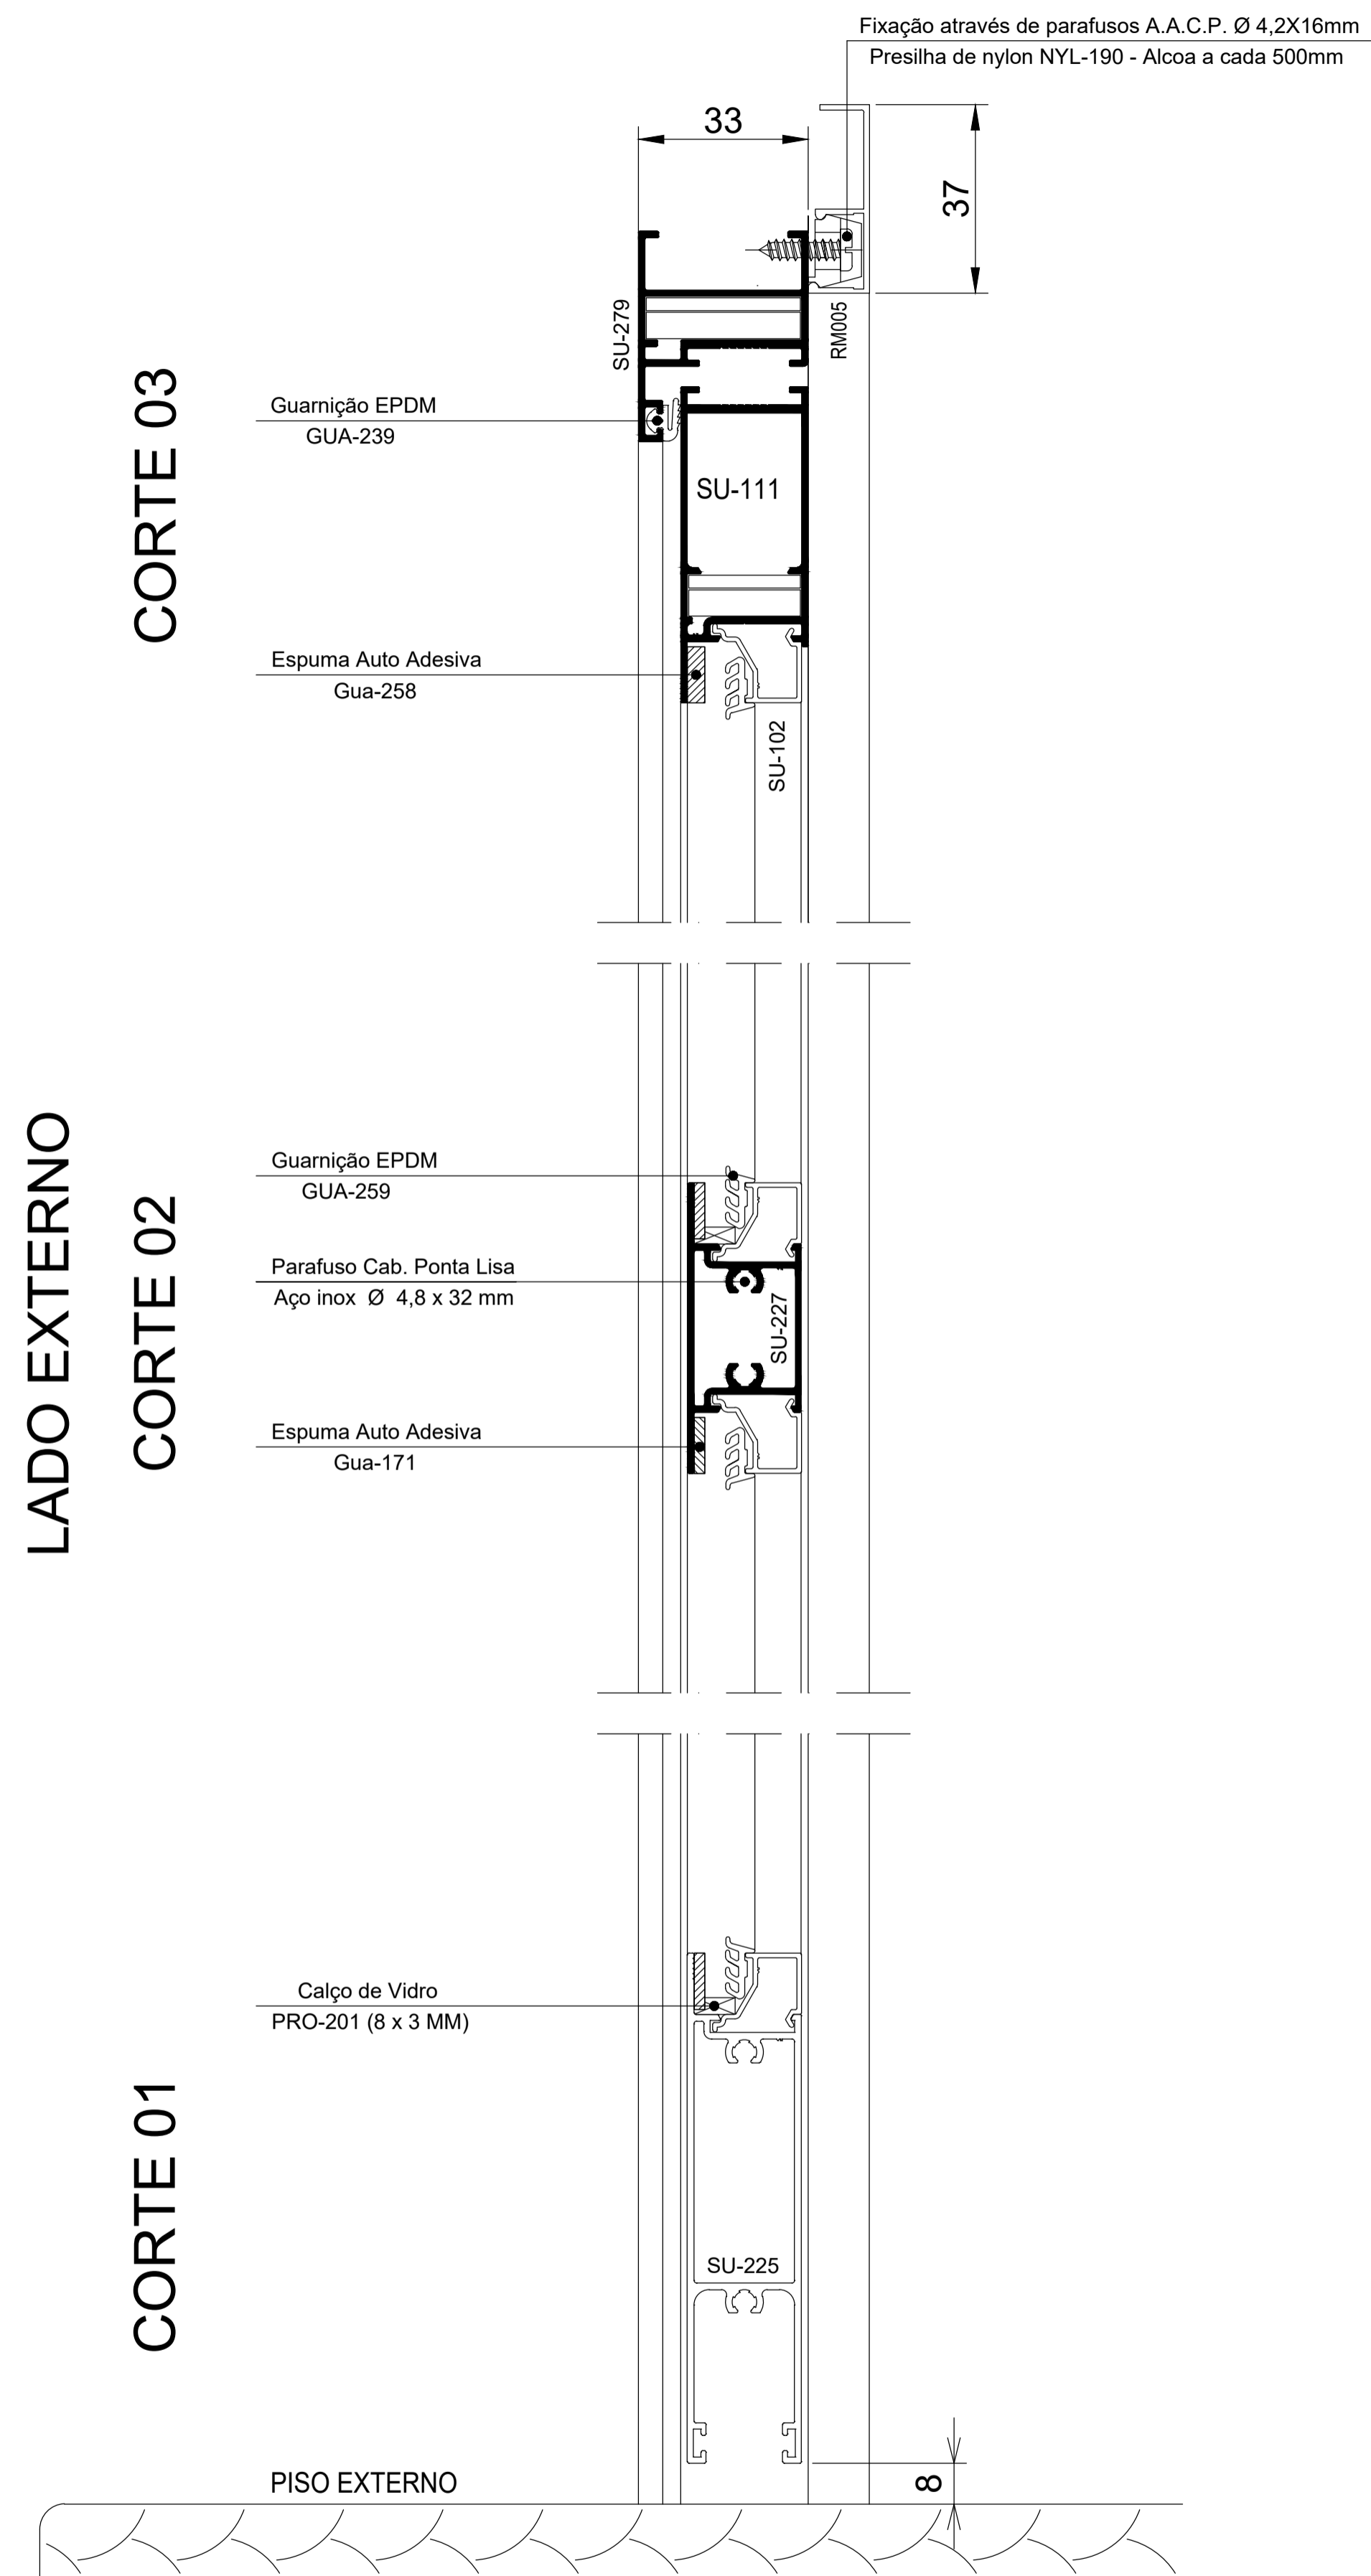 Fixação através de parafusos A.A.C.P. Ø 4,2X16mm
Presilha de nylon NYL-190 - Alcoa a cada 500mm
33
37
SU-279
RM005
CORTE 03
Guarnição EPDM
GUA-239
SU-111
Espuma Auto Adesiva
Gua-258
SU-102
LADO EXTERNO
CORTE 02
Guarnição EPDM
GUA-259
Parafuso Cab. Ponta Lisa
Aço inox Ø 4,8 x 32 mm
SU-227
Espuma Auto Adesiva
Gua-171
CORTE 01
Calço de Vidro
PRO-201 (8 x 3 MM)
SU-225
PISO EXTERNO
8